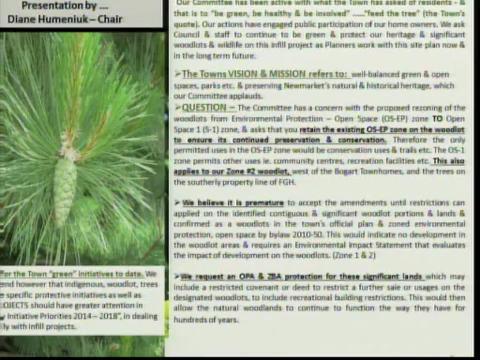 Presentation by ....
Diane Humeniuk – Chair
Our Committee has been active with what the Town has asked of residents - &
that is to "be green, be healthy & be involved" ......"feed the tree" (the Town's
quote). Our actions have engaged public participation of our home owners. We ask
Council & staff to continue to be green & protect our heritage & significant
woodlots & wildlife on this infill project as Planners work with site plan now & in
the long term future.
➢The Towns VISION & MISSION refers to: well-balanced green & open
spaces, parks etc. & preserving Newmarket's natural & historical heritage, which
our Committee applauds.
➢QUESTION – The Committee has a concern with the proposed rezoning of the
woodlots from Environmental Protection – Open Space (OS-EP) zone TO Open
Space 1 (S-1) zone, & asks that you retain the existing OS-EP zone on the woodlot
to ensure its continued preservation & conservation. Therefore the only
permitted uses in the OS-EP zone would be conservation uses & trails etc. The OS-1
zone permits other uses ie. community centres, recreation facilities etc. This also
applies to our Zone #2 woodlot, west of the Bogart Townhomes, and the trees on
the southerly property line of FGH.
➢We believe it is premature to accept the amendments until restrictions can
applied on the identified contiguous & significant woodlot portions & lands &
confirmed as a woodlots in the town's official plan & zoned environmental
protection, open space by bylaw 2010-50. This would indicate no development in
the woodlot areas & requires an Environmental Impact Statement that evaluates
the impact of development on the woodlands. (Zone 1 & 2)
➢We request an OPA & ZBA protection for these significant lands which may
include a restricted covenant or deed to restrict a further sale or usage on the
designated woodlots, to include recreational building restrictions. This would then
allow the natural woodlands to continue to function the way they have for
hundreds of years.
For the Town "green" initiatives to date. We
end however that indigenous, woodlot, trees
e specific protective initiatives as well as
OJECTS should have greater attention in
Initiative Priorities 2014 – 2018", in dealing
ily with infill projects.